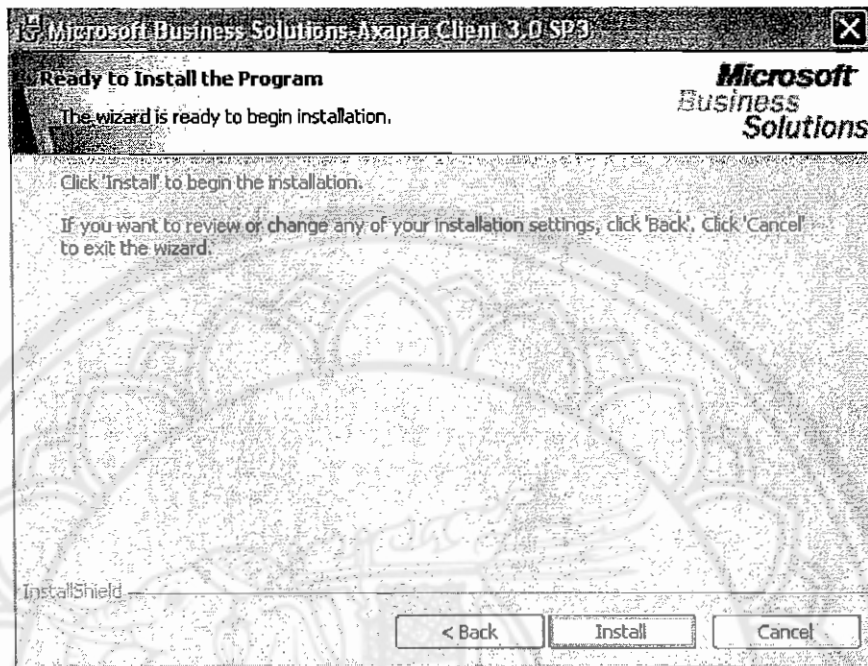 Microsoft Business Solutions-Axapta Client 3.0 SP3
Ready to Install the Program
The wizard is ready to begin installation.
Microsoft
Business
Solutions
Click 'Install' to begin the installation.
If you want to review or change any of your installation settings, click 'Back'. Click 'Cancel'
to exit the wizard.
InstallShield
< Back
Install
Cancel